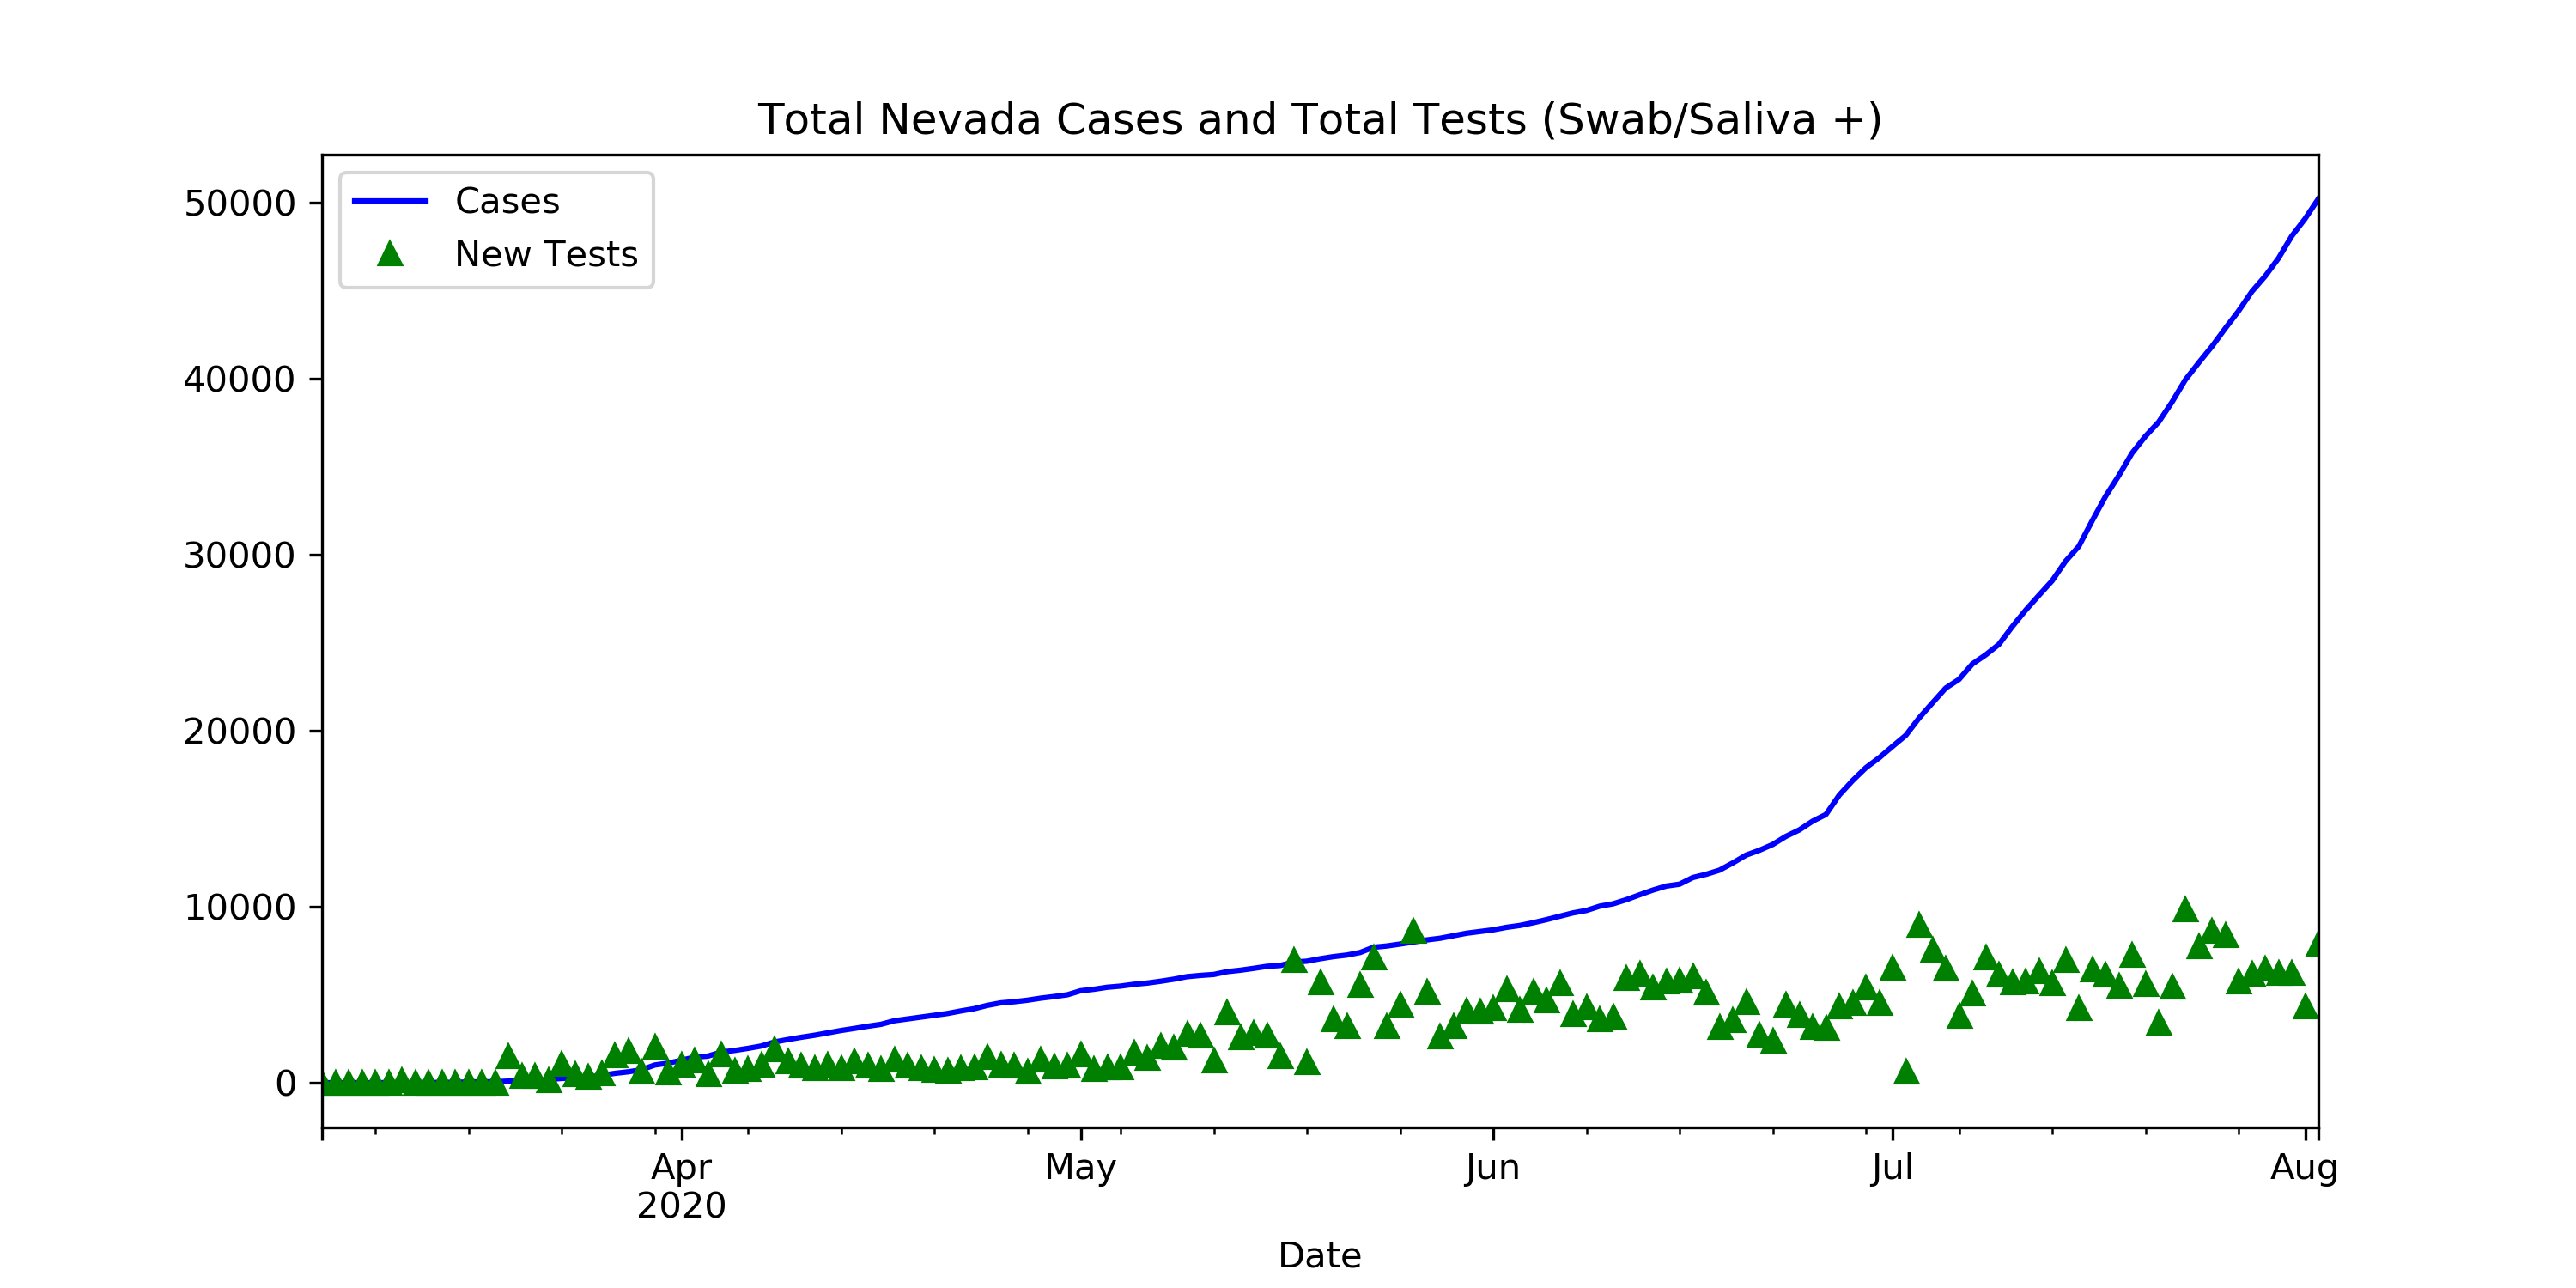 Total Nevada Cases and Total Tests (Swab/Saliva +)
Cases
New Tests
50000
40000
30000
20000
10000
0
Apr May Jun Jul Aug
2020
Date